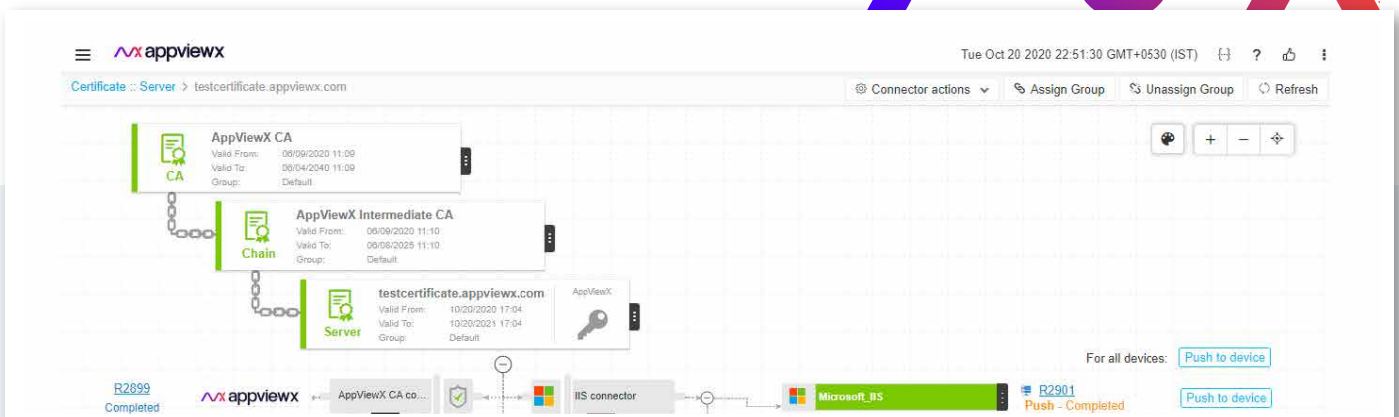 appviewx
Tue Oct 20 2020 22:51:30 GMT+0530 (IST) {··} ?
Certificate :: Server > testcertificate.appviewx.com
Connector actions Assign Group Unassign Group Refresh
AppViewX CA
Valid From: 06/09/2020 11:09
Valid To: 06/04/2040 11:09
Group: Default
CA
+ −
AppViewX Intermediate CA
Valid From: 06/09/2020 11:10
Valid To: 06/08/2025 11:10
Group: Default
Chain
testcertificate.appviewx.com
Valid From: 10/20/2020 17:04
Valid To: 10/20/2021 17:04
Group: Default
Server
AppViewX
For all devices: Push to device
R2899
Completed
appviewx
AppViewX CA co...
IIS connector
Microsoft_IIS
R2901
Push - Completed
Push to device